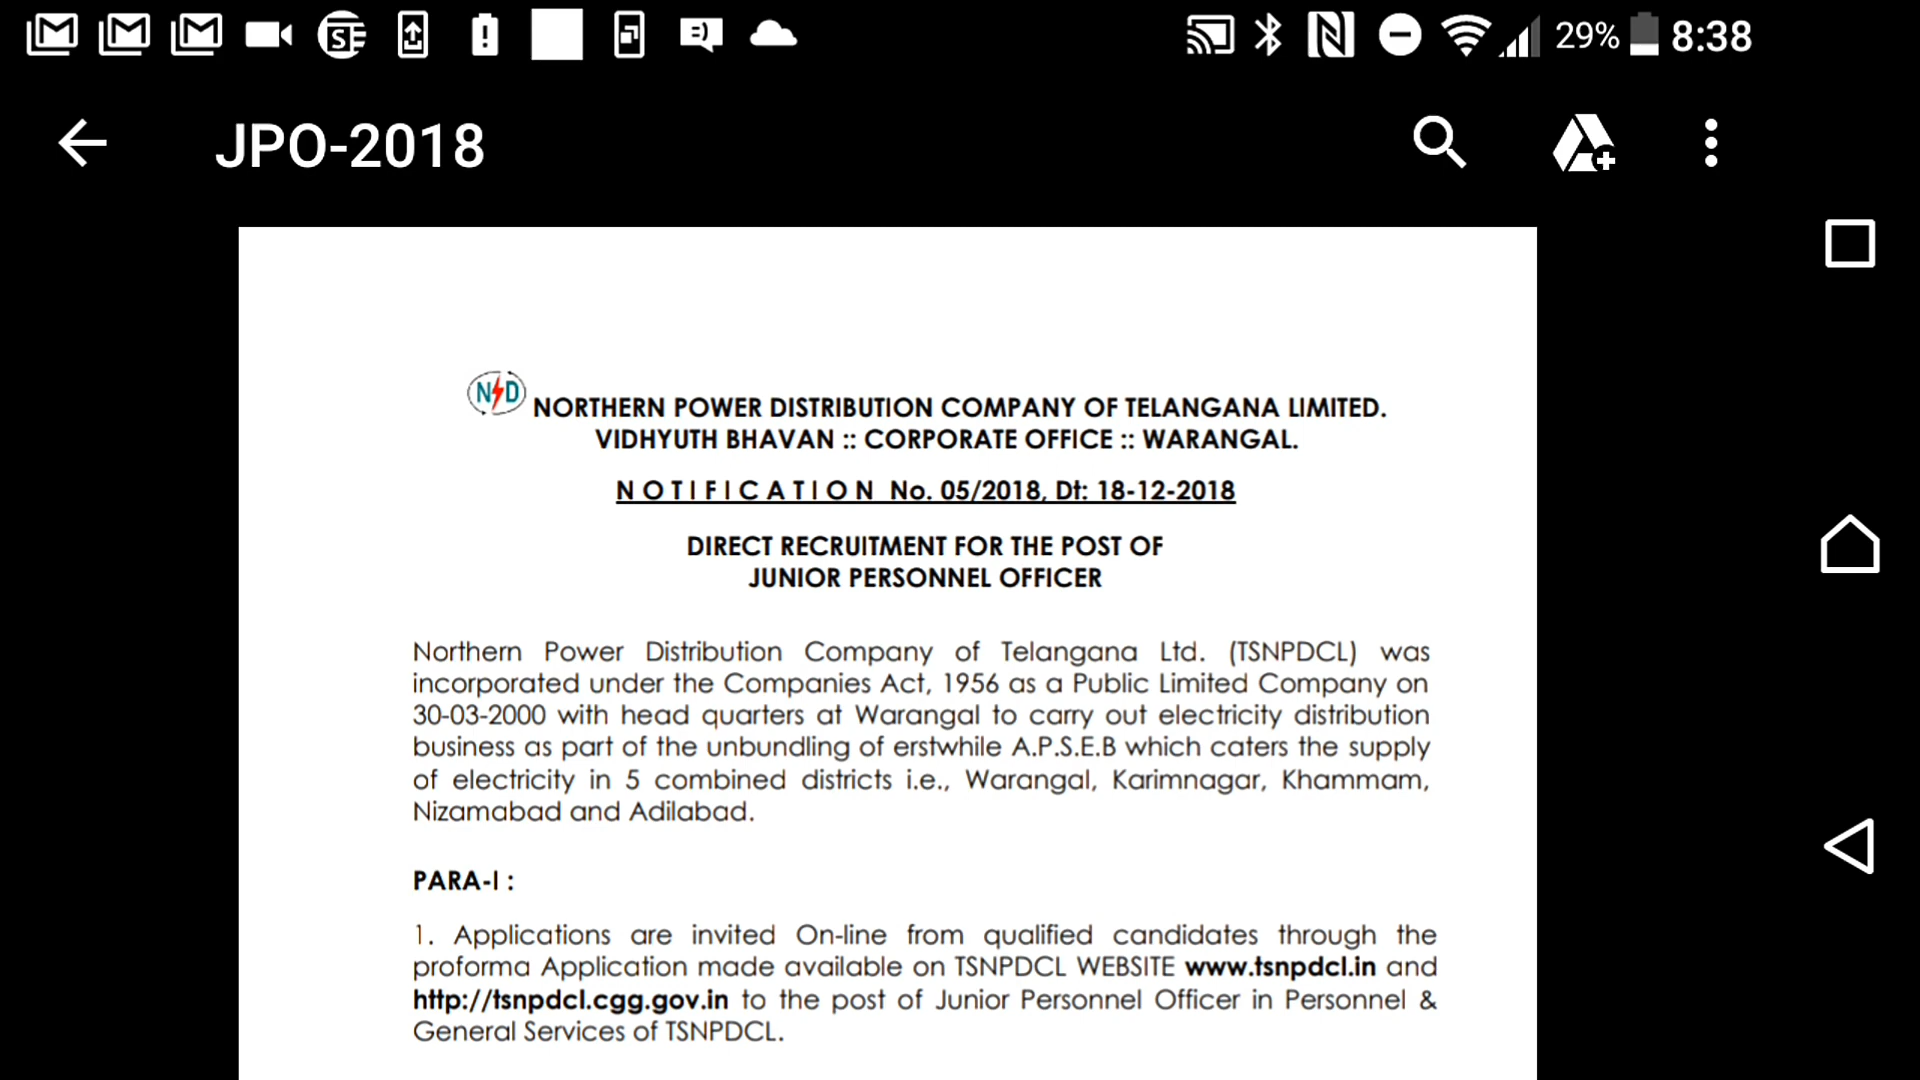 29% 8:38
JPO-2018
N D NORTHERN POWER DISTRIBUTION COMPANY OF TELANGANA LIMITED.
VIDHYUTH BHAVAN :: CORPORATE OFFICE :: WARANGAL.
N O T I F I C A T I O N No. 05/2018, Dt: 18-12-2018
DIRECT RECRUITMENT FOR THE POST OF
JUNIOR PERSONNEL OFFICER
Northern Power Distribution Company of Telangana Ltd. (TSNPDCL) was
incorporated under the Companies Act, 1956 as a Public Limited Company on
30-03-2000 with head quarters at Warangal to carry out electricity distribution
business as part of the unbundling of erstwhile A.P.S.E.B which caters the supply
of electricity in 5 combined districts i.e., Warangal, Karimnagar, Khammam,
Nizamabad and Adilabad.
PARA-I :
1. Applications are invited On-line from qualified candidates through the
proforma Application made available on TSNPDCL WEBSITE www.tsnpdcl.in and
http://tsnpdcl.cgg.gov.in to the post of Junior Personnel Officer in Personnel &
General Services of TSNPDCL.